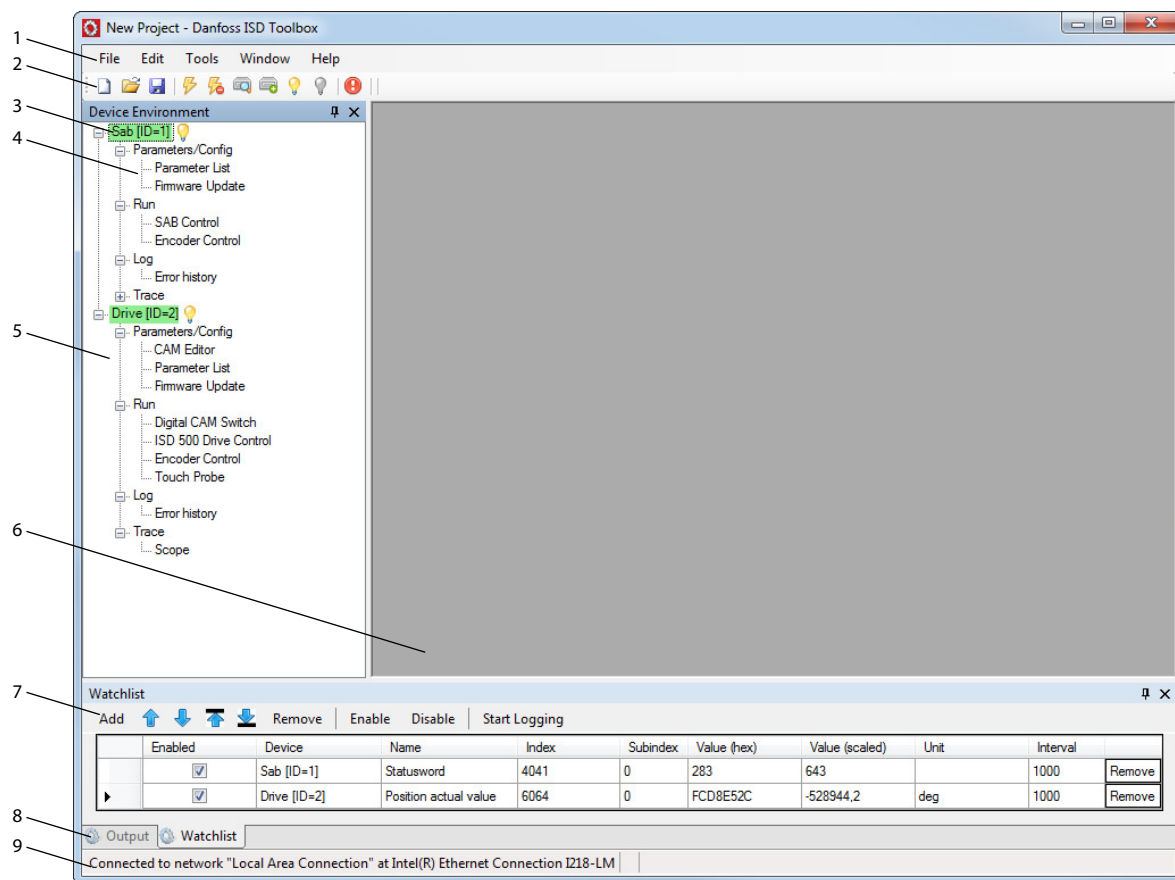 New Project - Danfoss ISD Toolbox
1
File Edit Tools Window Help
2
3
Device Environment
Sab [ID=1]
4
Parameters/Config
Parameter List
Firmware Update
Run
SAB Control
Encoder Control
Log
Error history
Trace
Drive [ID=2]
5
Parameters/Config
CAM Editor
Parameter List
Firmware Update
Run
Digital CAM Switch
ISD 500 Drive Control
Encoder Control
Touch Probe
Log
Error history
6
Trace
Scope
7
Watchlist
Add Remove Enable Disable Start Logging
Enabled Device Name Index Subindex Value (hex) Value (scaled) Unit Interval
Sab [ID=1] Statusword 4041 0 283 643 1000 Remove
Drive [ID=2] Position actual value 6064 0 FCD8E52C -528944,2 deg 1000 Remove
8
Output Watchlist
9
Connected to network "Local Area Connection" at Intel(R) Ethernet Connection I218-LM